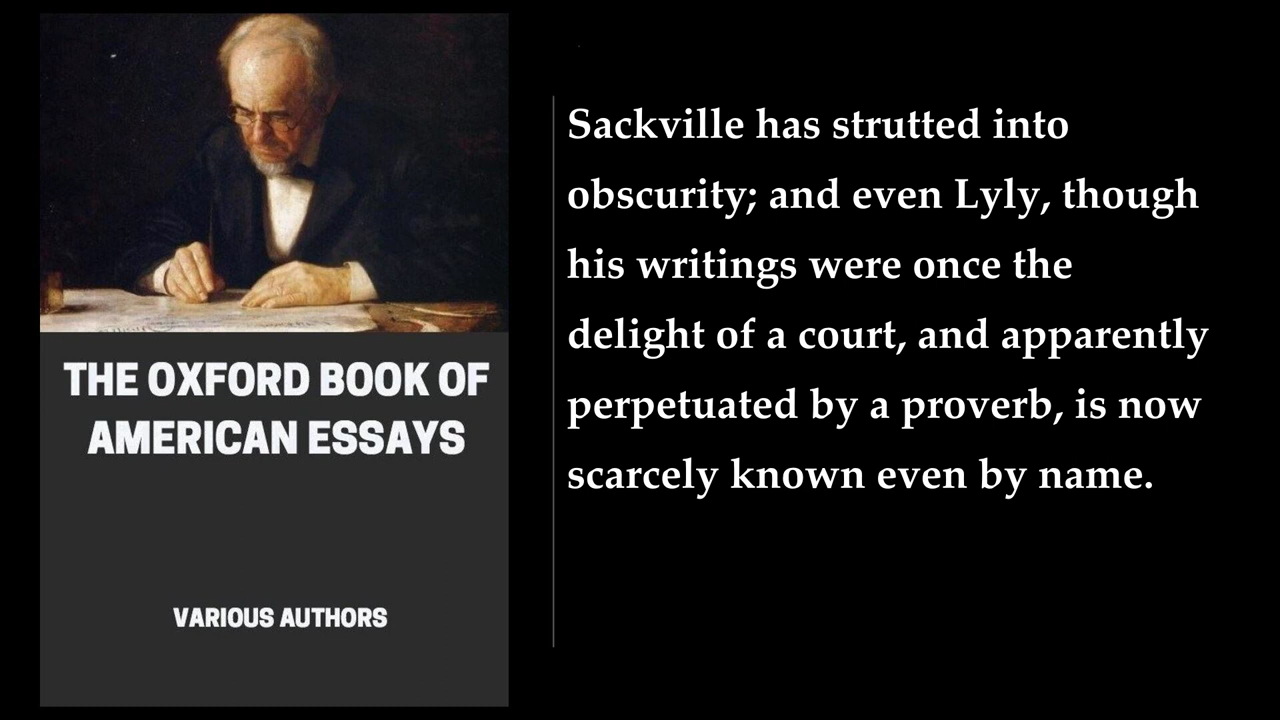 THE OXFORD BOOK OF
AMERICAN ESSAYS
VARIOUS AUTHORS
Sackville has strutted into
obscurity; and even Lyly, though
his writings were once the
delight of a court, and apparently
perpetuated by a proverb, is now
scarcely known even by name.